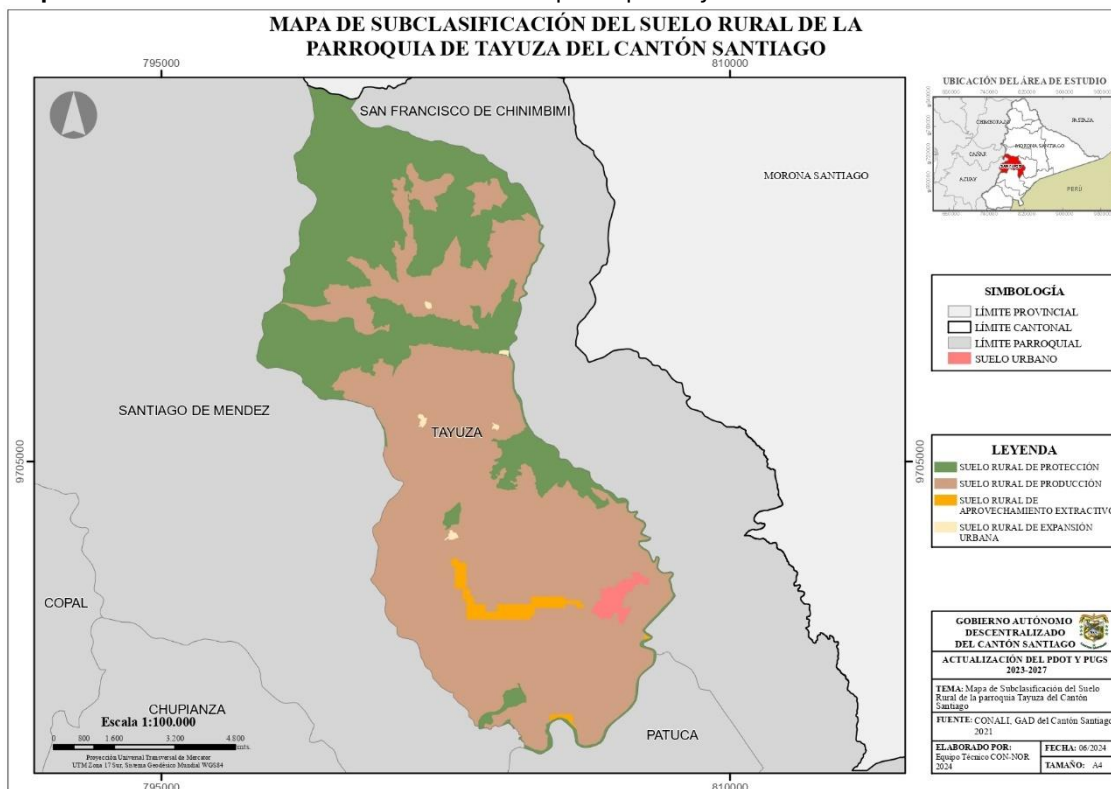 MAPA DE SUBCLASIFICACIÓN DEL SUELO RURAL DE LA
PARROQUIA DE TAYUZA DEL CANTÓN SANTIAGO
795000
810000
SAN FRANCISCO DE CHINIMBIMI
MORONA SANTIAGO
SANTIAGO DE MENDEZ
TAYUZA
9705000
9705000
COPAL
CHUPIANZA
PATUCA
Escala 1:100.000
0 800 1.600 3.200 4.800
mts.
Proyección Universal Transversal de Mercator
UTM Zona 17 Sur, Sistema Geodésico Mundial WGS84
795000
810000
UBICACIÓN DEL ÁREA DE ESTUDIO
CHIMBORAZO
PASTAZA
MORONA SANTIAGO
CAÑAR
AZUAY
PERÚ
SIMBOLOGÍA
LÍMITE PROVINCIAL
LÍMITE CANTONAL
LÍMITE PARROQUIAL
SUELO URBANO
LEYENDA
SUELO RURAL DE PROTECCIÓN
SUELO RURAL DE PRODUCCIÓN
SUELO RURAL DE
APROVECHAMIENTO EXTRACTIVO
SUELO RURAL DE EXPANSIÓN
URBANA
GOBIERNO AUTÓNOMO
DESCENTRALIZADO
DEL CANTÓN SANTIAGO
ACTUALIZACIÓN DEL PDOT Y PUGS
2023-2027
TEMA: Mapa de Subclasificación del Suelo
Rural de la parroquia Tayuza del Cantón
Santiago
FUENTE: CONALI, GAD del Cantón Santiago
2021
ELABORADO POR:
Equipo Técnico CON-NOR
2024
FECHA: 06/2024
TAMAÑO: A4